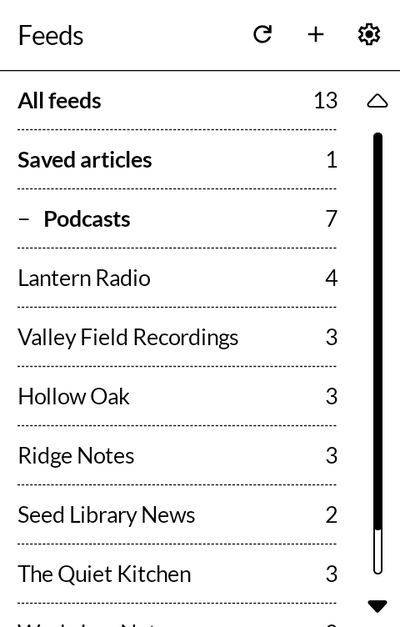 Feeds
All feeds 13
Saved articles 1
– Podcasts 7
Lantern Radio 4
Valley Field Recordings 3
Hollow Oak 3
Ridge Notes 3
Seed Library News 2
The Quiet Kitchen 3